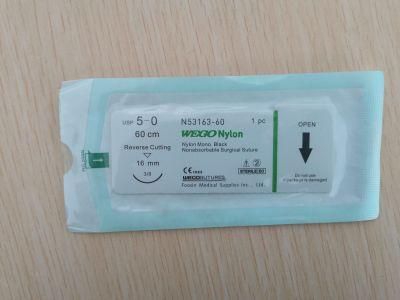 USP 5-0
60 cm
Reverse Cutting
16 mm
3/8
N53163-60 1 pc
WEGO Nylon
Nylon Mono, Black
Nonabsorbable Surgical Suture
CE
STERILE EO
WEGOSUTURES
Foosin Medical Supplies Inc., Ltd.
OPEN
Do not use
if package is damaged